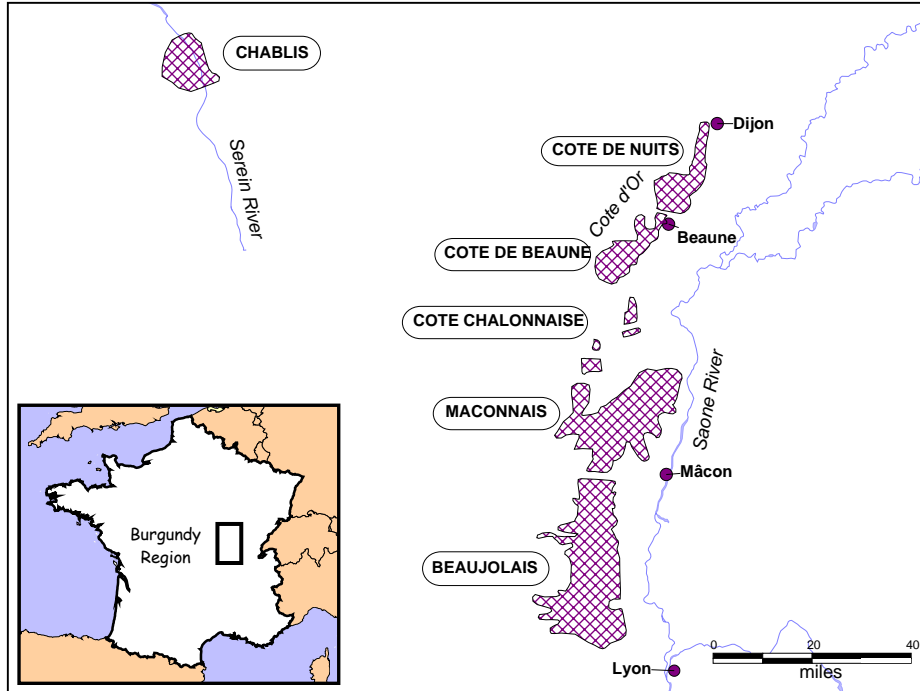 CHABLIS
Serein River
Dijon
COTE DE NUITS
Cote d'Or
Beaune
COTE DE BEAUNE
COTE CHALONNAISE
Saone River
MACONNAIS
Mâcon
Burgundy
Region
BEAUJOLAIS
0 20 40
miles
Lyon